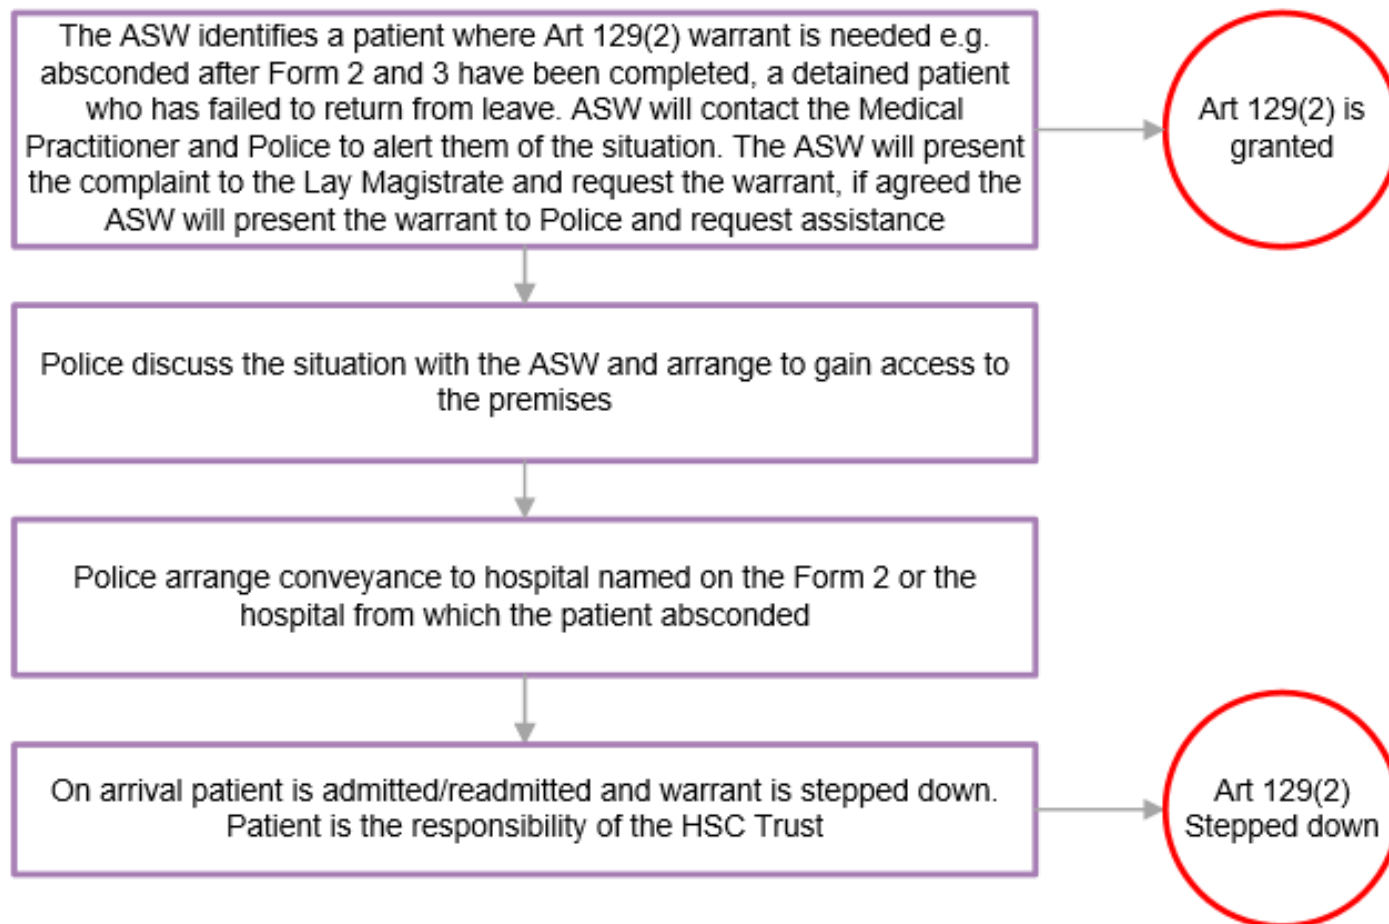 The ASW identifies a patient where Art 129(2) warrant is needed e.g.
absconded after Form 2 and 3 have been completed, a detained patient
who has failed to return from leave. ASW will contact the Medical
Practitioner and Police to alert them of the situation. The ASW will present
the complaint to the Lay Magistrate and request the warrant, if agreed the
ASW will present the warrant to Police and request assistance
Art 129(2) is
granted
Police discuss the situation with the ASW and arrange to gain access to
the premises
Police arrange conveyance to hospital named on the Form 2 or the
hospital from which the patient absconded
On arrival patient is admitted/readmitted and warrant is stepped down.
Patient is the responsibility of the HSC Trust
Art 129(2)
Stepped down